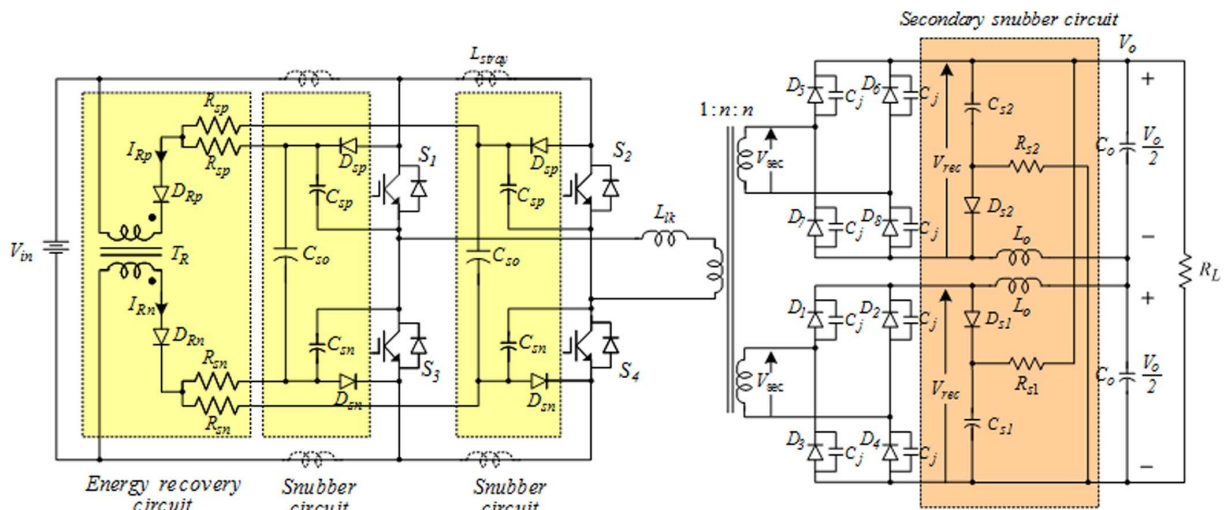 Secondary snubber circuit
L_stray
V_o
R_sp
R_sp
I_Rp
D_Rp
V_in
T_R
I_Rn
D_Rn
R_sn
R_sn
D_sp
C_sp
C_so
C_sn
D_sn
S_1
S_3
D_sp
C_sp
C_so
C_sn
D_sn
S_2
S_4
L_lk
1:n:n
V_sec
V_sec
D_5
C_j
D_6
C_j
D_7
C_j
D_8
C_j
V_rec
C_s2
R_s2
D_s2
L_o
L_o
D_1
C_j
D_2
C_j
D_3
C_j
D_4
C_j
V_rec
D_s1
R_s1
C_s1
+
C_o
V_o/2
−
+
C_o
V_o/2
−
R_L
Energy recovery
circuit
Snubber
circuit
Snubber
circuit